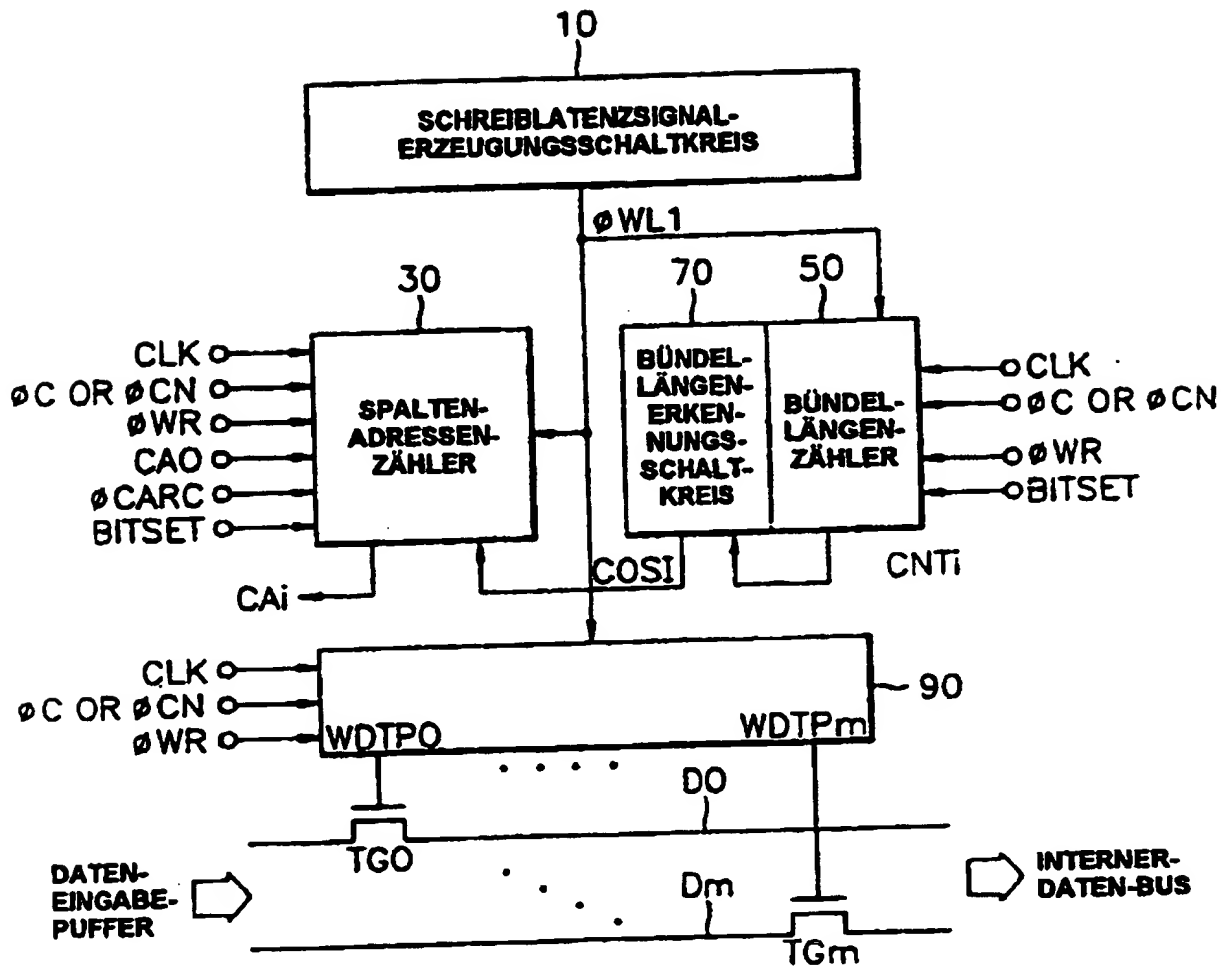 10
SCHREIBLATENZSIGNAL-
ERZEUGUNGSSCHALTKREIS
øWL1
30
70
50
CLK
øC OR øCN
øWR
CAO
øCARC
BITSET
SPALTEN-
ADRESSEN-
ZÄHLER
BÜNDEL-
LÄNGEN-
ERKEN-
NUNGS-
SCHALT-
KREIS
BÜNDEL-
LÄNGEN-
ZÄHLER
CLK
øC OR øCN
øWR
BITSET
CAi
COSI
CNTi
CLK
øC OR øCN
øWR
90
WDTPO
WDTPm
DO
TGO
DATEN-
EINGABE-
PUFFER
Dm
INTERNER-
DATEN-BUS
TGm